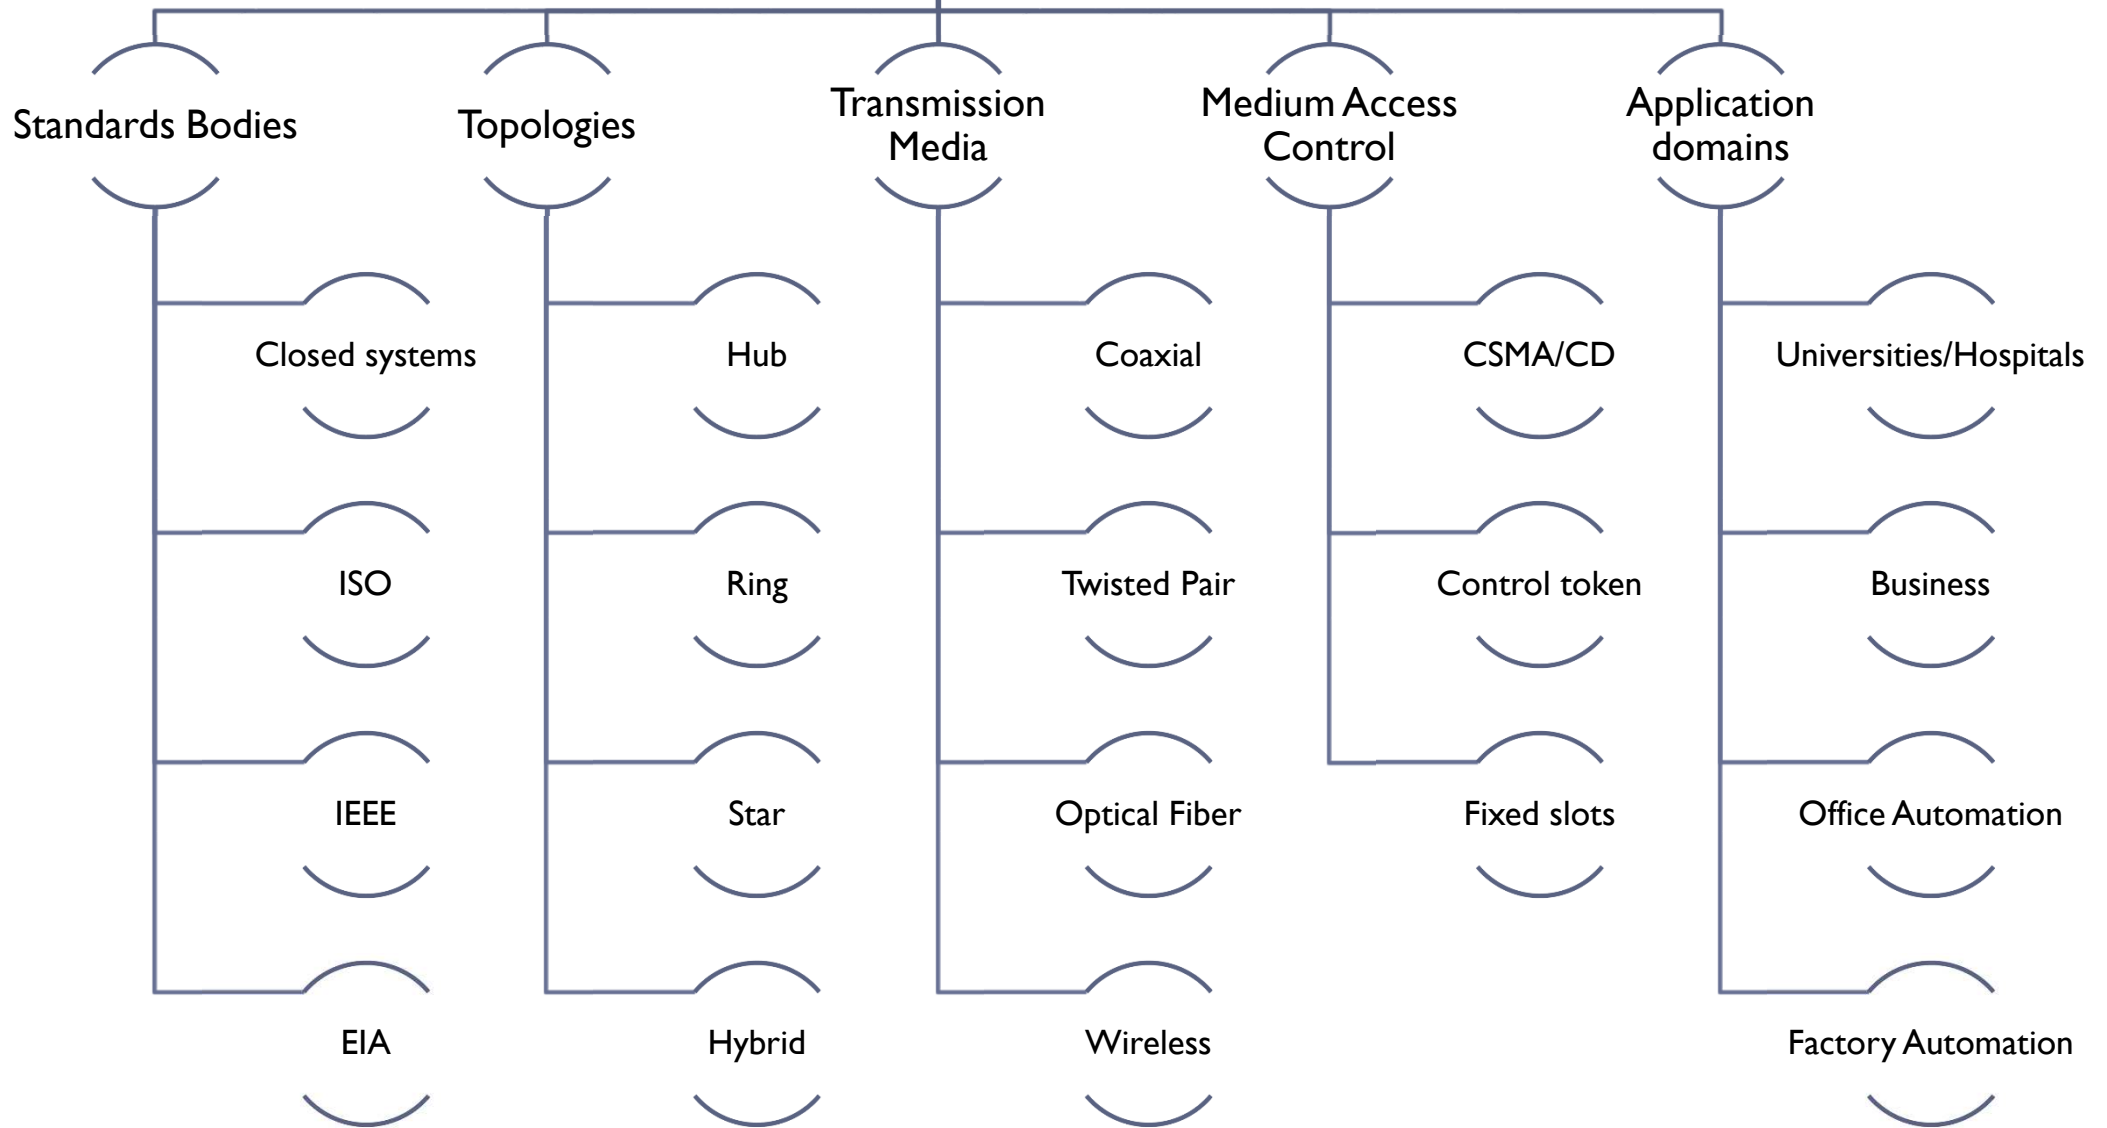 Standards Bodies
Closed systems
ISO
IEEE
EIA
Topologies
Hub
Ring
Star
Hybrid
Transmission
Media
Coaxial
Twisted Pair
Optical Fiber
Wireless
Medium Access
Control
CSMA/CD
Control token
Fixed slots
Application
domains
Universities/Hospitals
Business
Office Automation
Factory Automation